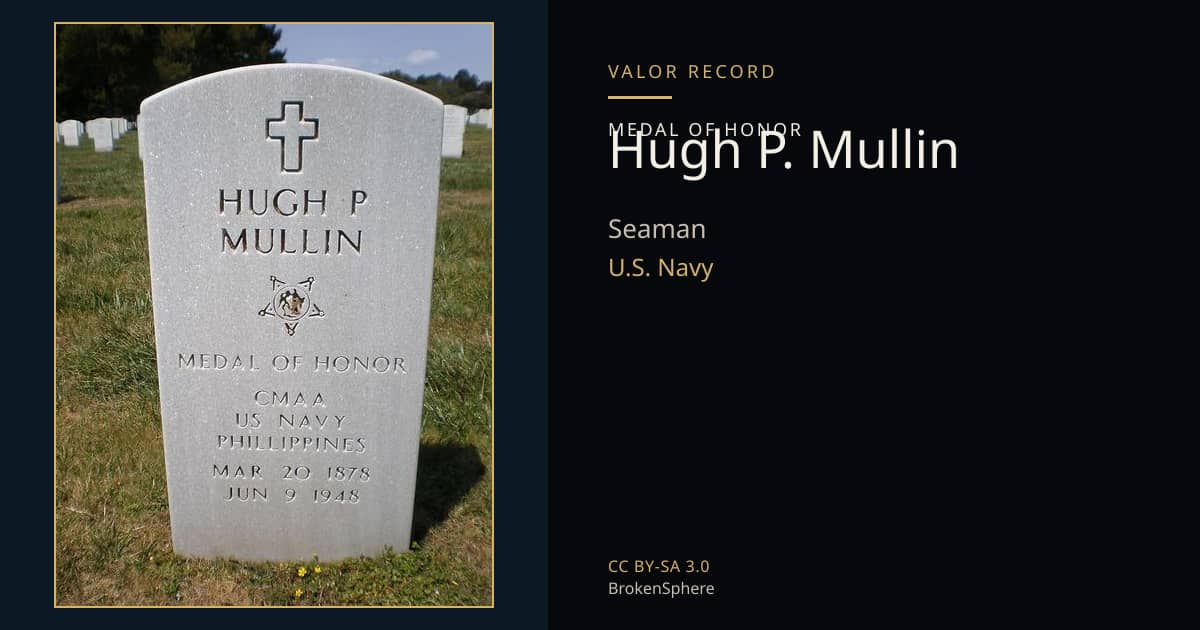 HUGH P
MULLIN
MEDAL OF HONOR
CMAA
US NAVY
PHILLIPPINES
MAR 20 1878
JUN 9 1948
VALOR RECORD
MEDAL OF HONOR
Hugh P. Mullin
Seaman
U.S. Navy
CC BY-SA 3.0
BrokenSphere